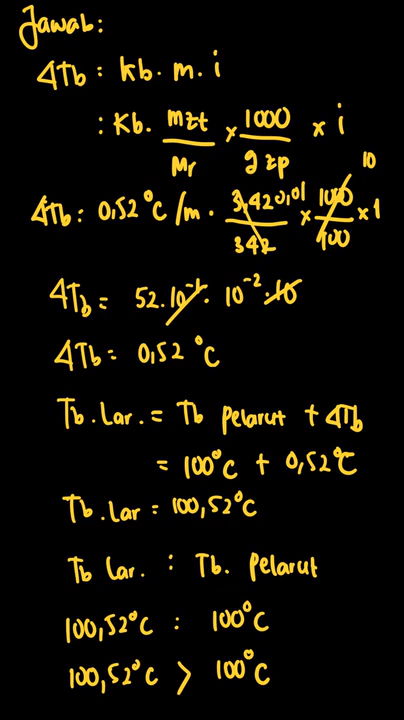 Jawab:
ΔTb : kb. m. i
: Kb. mzt/Mr × 1000/g zp × i
10
ΔTb: 0,52 °C/m. 3,42 0,01/342 × 1000/100 × 1
ΔTb = 52.10⁻². 10⁻². 10
ΔTb = 0,52 °C
Tb. Lar. = Tb Pelarut + ΔTb
= 100°C + 0,52°C
Tb. Lar = 100,52°C
Tb Lar. : Tb. Pelarut
100,52°C : 100°C
100,52°C > 100°C